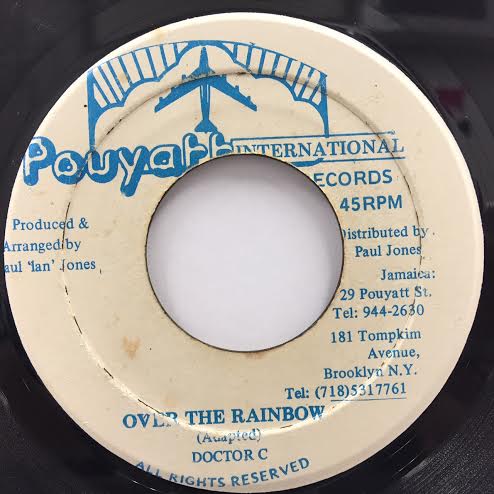 Pouyatt INTERNATIONAL
RECORDS
45RPM
Produced &
Arranged by
Paul 'Ian' Jones
Distributed by
Paul Jones
Jamaica:
29 Pouyatt St.
Tel: 944-2630
181 Tompkim
Avenue,
Brooklyn N.Y.
Tel: (718)5317761
OVER THE RAINBOW
(Adapted)
DOCTOR C
ALL RIGHTS RESERVED